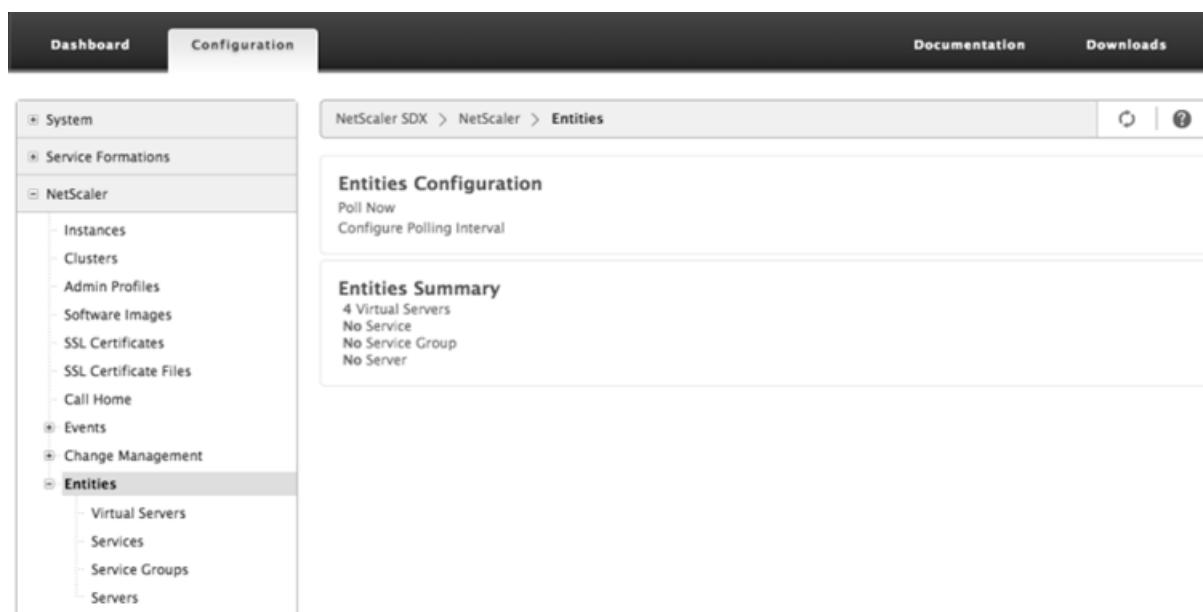 Dashboard
Configuration
Documentation
Downloads
System
Service Formations
NetScaler
Instances
Clusters
Admin Profiles
Software Images
SSL Certificates
SSL Certificate Files
Call Home
Events
Change Management
Entities
Virtual Servers
Services
Service Groups
Servers
NetScaler SDX > NetScaler > Entities
Entities Configuration
Poll Now
Configure Polling Interval
Entities Summary
4 Virtual Servers
No Service
No Service Group
No Server